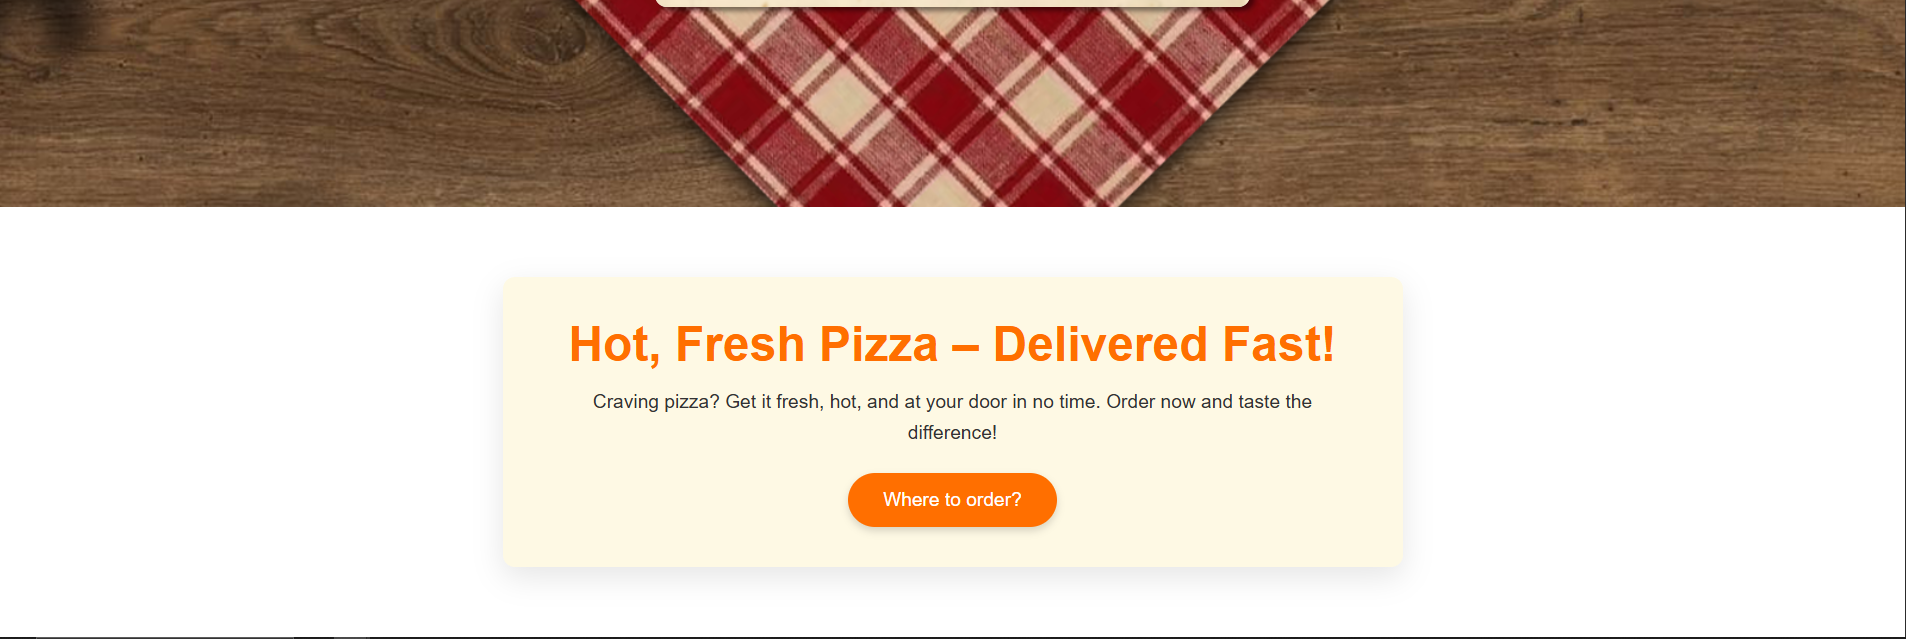 Hot, Fresh Pizza – Delivered Fast!
Craving pizza? Get it fresh, hot, and at your door in no time. Order now and taste the
difference!
Where to order?